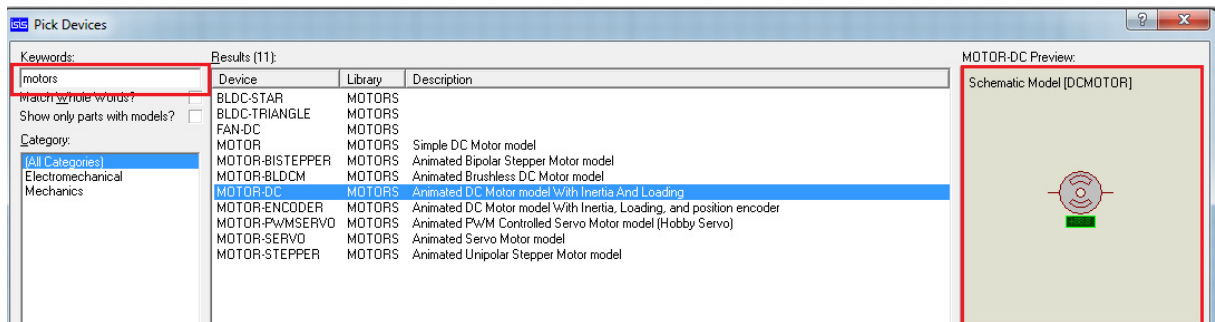 ISIS Pick Devices
Keywords:
motors
Match Whole Words?
Show only parts with models?
Category:
(All Categories)
Electromechanical
Mechanics
Results (11):
Device Library Description
BLDC-STAR MOTORS
BLDC-TRIANGLE MOTORS
FAN-DC MOTORS
MOTOR MOTORS Simple DC Motor model
MOTOR-BISTEPPER MOTORS Animated Bipolar Stepper Motor model
MOTOR-BLDCM MOTORS Animated Brushless DC Motor model
MOTOR-DC MOTORS Animated DC Motor model With Inertia And Loading
MOTOR-ENCODER MOTORS Animated DC Motor model With Inertia, Loading, and position encoder
MOTOR-PWMSERVO MOTORS Animated PWM Controlled Servo Motor model (Hobby Servo)
MOTOR-SERVO MOTORS Animated Servo Motor model
MOTOR-STEPPER MOTORS Animated Unipolar Stepper Motor model
MOTOR-DC Preview:
Schematic Model [DCMOTOR]